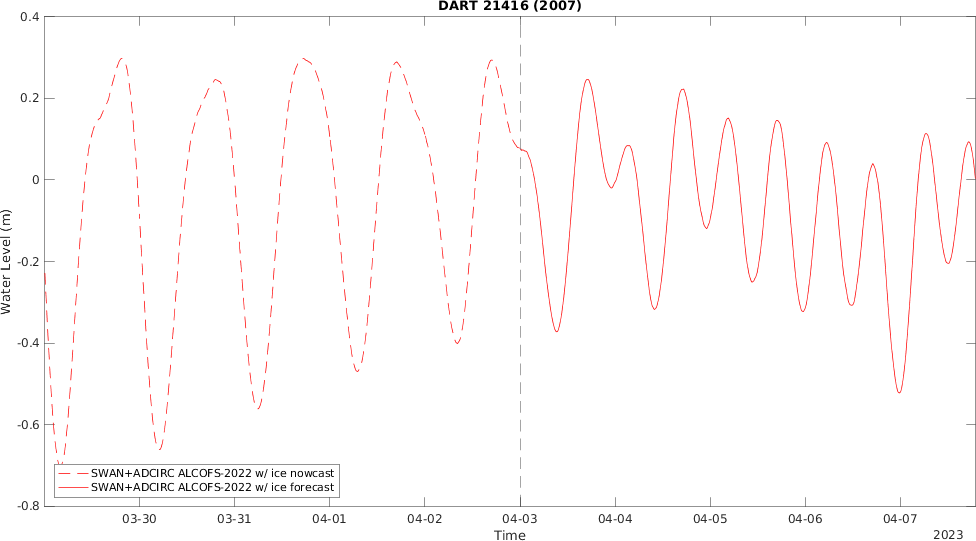 DART 21416 (2007)
0.4
0.2
0
-0.2
-0.4
-0.6
-0.8
Water Level (m)
SWAN+ADCIRC ALCOFS-2022 w/ ice nowcast
SWAN+ADCIRC ALCOFS-2022 w/ ice forecast
03-30 03-31 04-01 04-02 04-03 04-04 04-05 04-06 04-07
Time
2023